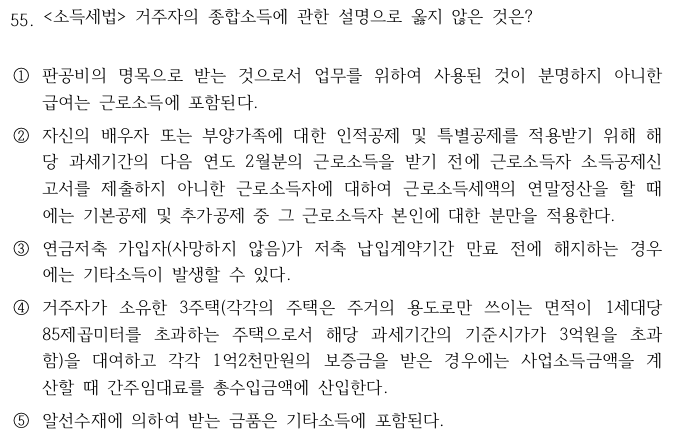 55. <소득세법> 거주자의 종합소득에 관한 설명으로 옳지 않은 것은?
① 판공비의 명목으로 받는 것으로서 업무를 위하여 사용된 것이 분명하지 아니한
급여는 근로소득에 포함된다.
② 자신의 배우자 또는 부양가족에 대한 인적공제 및 특별공제를 적용받기 위해 해
당 과세기간의 다음 연도 2월분의 근로소득을 받기 전에 근로소득자 소득공제신
고서를 제출하지 아니한 근로소득자에 대하여 근로소득세액의 연말정산을 할 때
에는 기본공제 및 추가공제 중 그 근로소득자 본인에 대한 분만을 적용한다.
③ 연금저축 가입자(사망하지 않음)가 저축 납입계약기간 만료 전에 해지하는 경우
에는 기타소득이 발생할 수 있다.
④ 거주자가 소유한 3주택(각각의 주택은 주거의 용도로만 쓰이는 면적이 1세대당
85제곱미터를 초과하는 주택으로서 해당 과세기간의 기준시가가 3억원을 초과
함)을 대여하고 각각 1억2천만원의 보증금을 받은 경우에는 사업소득금액을 계
산할 때 간주임대료를 총수입금액에 산입한다.
⑤ 알선수재에 의하여 받는 금품은 기타소득에 포함된다.